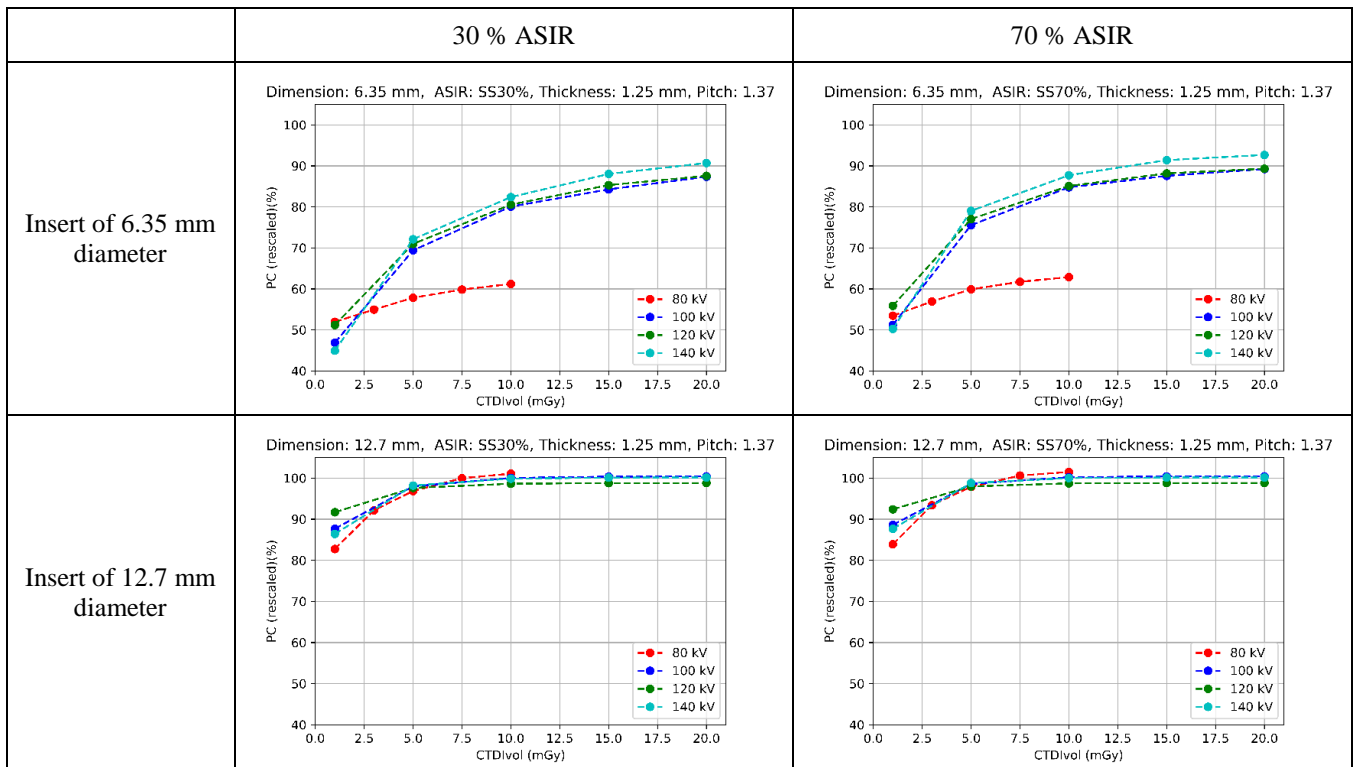 30 % ASIR
70 % ASIR
Insert of 6.35 mm
diameter
Dimension: 6.35 mm,  ASIR: SS30%, Thickness: 1.25 mm, Pitch: 1.37
PC (rescaled)(%)
100
90
80
70
60
50
40
0.0 2.5 5.0 7.5 10.0 12.5 15.0 17.5 20.0
CTDIvol (mGy)
80 kV
100 kV
120 kV
140 kV
Dimension: 6.35 mm,  ASIR: SS70%, Thickness: 1.25 mm, Pitch: 1.37
PC (rescaled)(%)
100
90
80
70
60
50
40
0.0 2.5 5.0 7.5 10.0 12.5 15.0 17.5 20.0
CTDIvol (mGy)
80 kV
100 kV
120 kV
140 kV
Insert of 12.7 mm
diameter
Dimension: 12.7 mm,  ASIR: SS30%, Thickness: 1.25 mm, Pitch: 1.37
PC (rescaled)(%)
100
90
80
70
60
50
40
0.0 2.5 5.0 7.5 10.0 12.5 15.0 17.5 20.0
CTDIvol (mGy)
80 kV
100 kV
120 kV
140 kV
Dimension: 12.7 mm,  ASIR: SS70%, Thickness: 1.25 mm, Pitch: 1.37
PC (rescaled)(%)
100
90
80
70
60
50
40
0.0 2.5 5.0 7.5 10.0 12.5 15.0 17.5 20.0
CTDIvol (mGy)
80 kV
100 kV
120 kV
140 kV